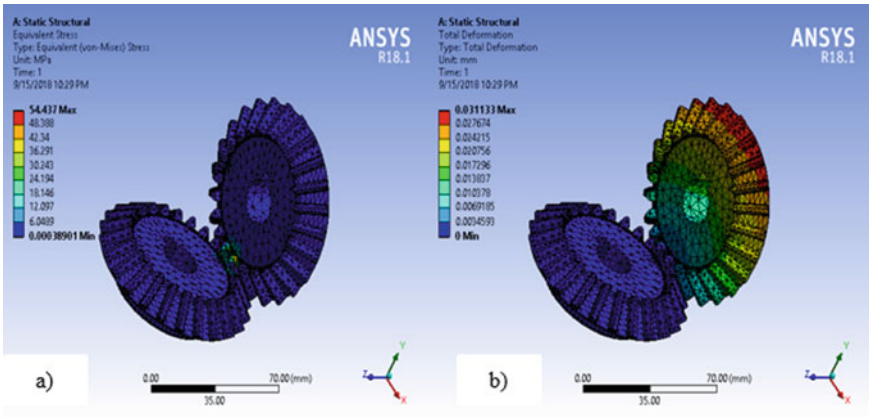 A: Static Structural
Equivalent Stress
Type: Equivalent (von-Mises) Stress
Unit: MPa
Time: 1
9/15/2018 10:29 PM
ANSYS
R18.1
54.437 Max
48.388
42.34
36.291
30.243
24.194
18.146
12.097
6.0489
0.00038901 Min
0.00
70.00 (mm)
35.00
Y
Z
X
a)
A: Static Structural
Total Deformation
Type: Total Deformation
Unit: mm
Time: 1
9/15/2018 10:29 PM
ANSYS
R18.1
0.031133 Max
0.027674
0.024215
0.020756
0.017296
0.013837
0.010378
0.0069185
0.0034593
0 Min
0.00
70.00 (mm)
35.00
Y
Z
X
b)